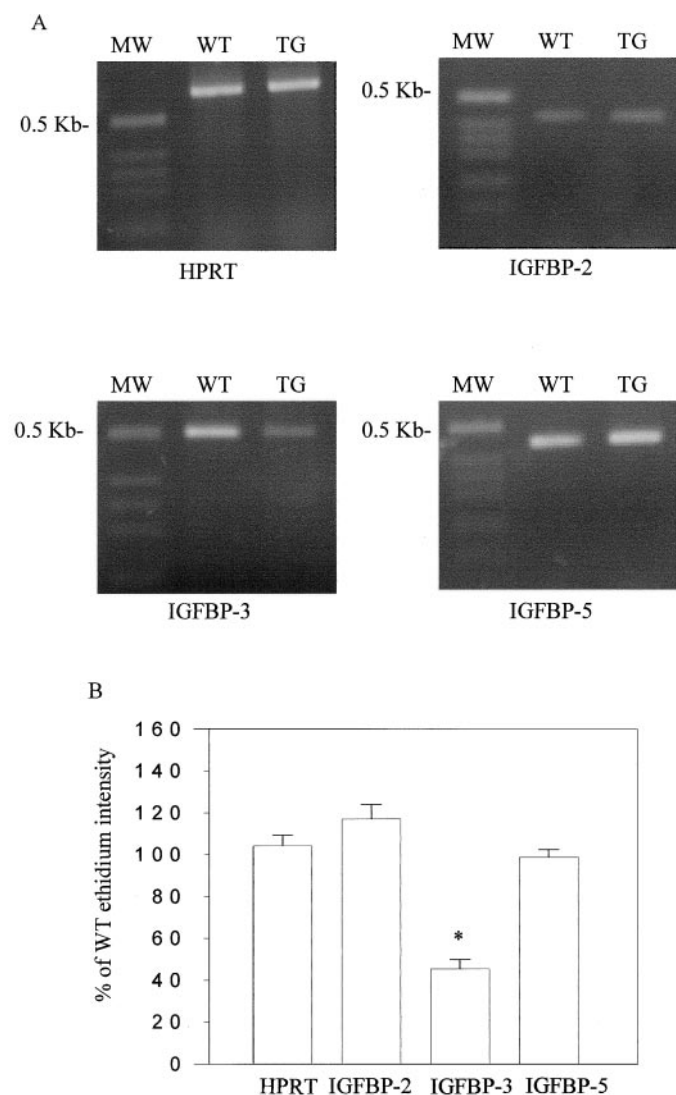 A
MW WT TG
0.5 Kb-
HPRT
MW WT TG
0.5 Kb-
IGFBP-2
MW WT TG
0.5 Kb-
IGFBP-3
MW WT TG
0.5 Kb-
IGFBP-5
B
% of WT ethidium intensity
160
140
120
100
80
60
40
20
0
*
HPRT IGFBP-2 IGFBP-3 IGFBP-5